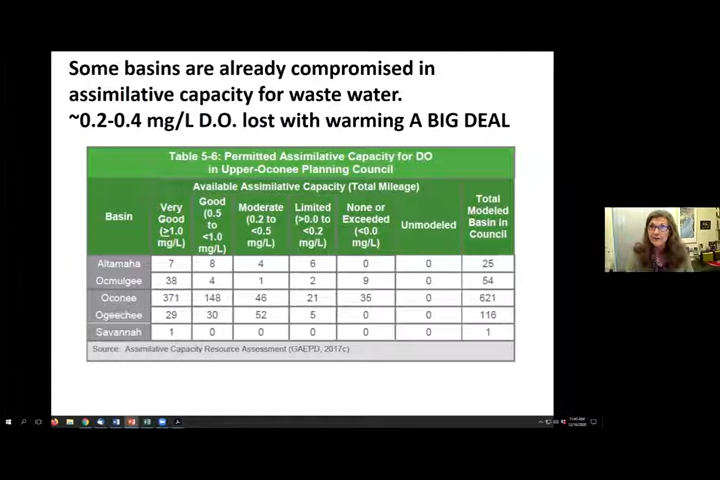 Some basins are already compromised in
assimilative capacity for waste water.
~0.2-0.4 mg/L D.O. lost with warming A BIG DEAL
Table 5-6: Permitted Assimilative Capacity for DO
in Upper-Oconee Planning Council
Basin
Available Assimilative Capacity (Total Mileage)
Total Modeled Basin in Council
Very Good (≥1.0 mg/L)
Good (0.5 to <1.0 mg/L)
Moderate (0.2 to <0.5 mg/L)
Limited (>0.0 to <0.2 mg/L)
None or Exceeded (<0.0 mg/L)
Unmodeled
Altamaha 7 8 4 6 0 0 25
Ocmulgee 38 4 1 2 9 0 54
Oconee 371 148 46 21 35 0 621
Ogeechee 29 30 52 5 0 0 116
Savannah 1 0 0 0 0 0 1
Source: Assimilative Capacity Resource Assessment (GAEPD, 2017c)